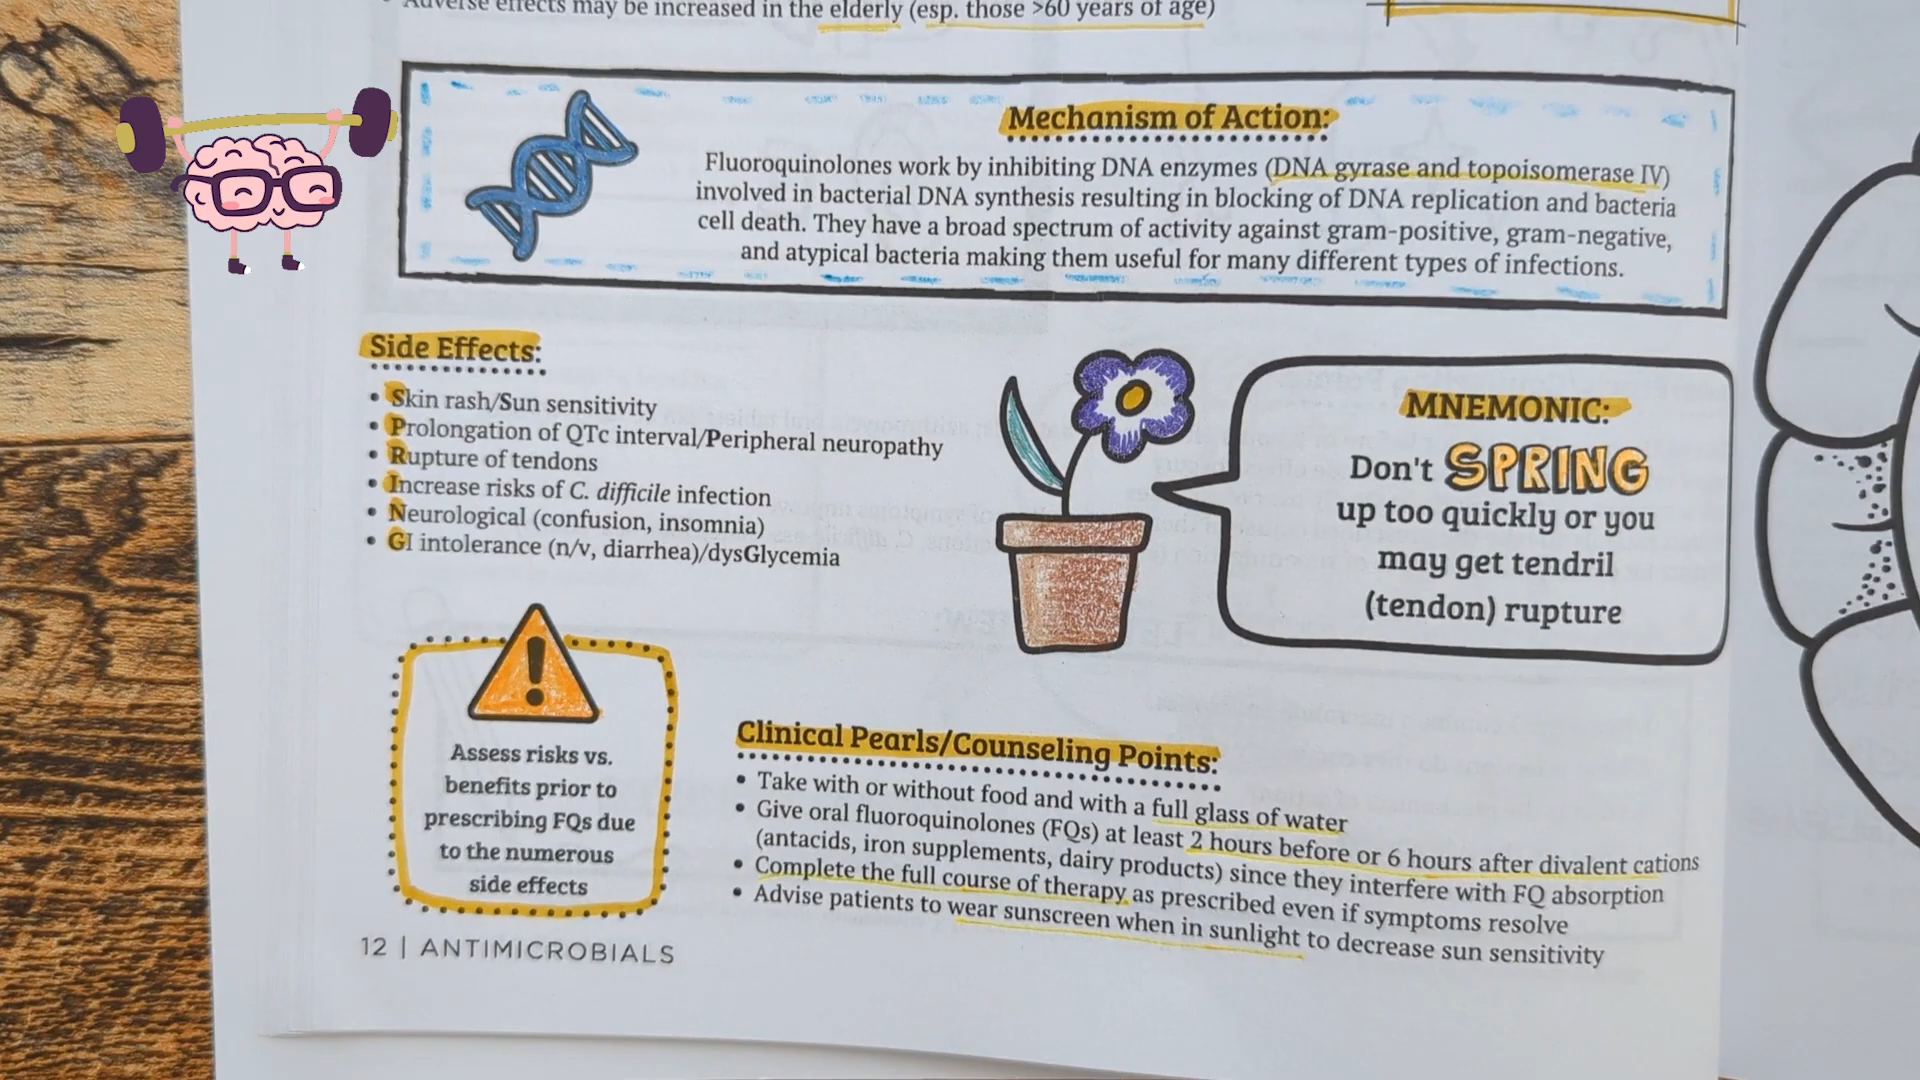 Adverse effects may be increased in the elderly (esp. those >60 years of age)
Mechanism of Action:
Fluoroquinolones work by inhibiting DNA enzymes (DNA gyrase and topoisomerase IV)
involved in bacterial DNA synthesis resulting in blocking of DNA replication and bacteria
cell death. They have a broad spectrum of activity against gram-positive, gram-negative,
and atypical bacteria making them useful for many different types of infections.
Side Effects:
• Skin rash/Sun sensitivity
• Prolongation of QTc interval/Peripheral neuropathy
• Rupture of tendons
• Increase risks of C. difficile infection
• Neurological (confusion, insomnia)
• GI intolerance (n/v, diarrhea)/dysGlycemia
MNEMONIC:
Don't SPRING
up too quickly or you
may get tendril
(tendon) rupture
Assess risks vs.
benefits prior to
prescribing FQs due
to the numerous
side effects
Clinical Pearls/Counseling Points:
• Take with or without food and with a full glass of water
• Give oral fluoroquinolones (FQs) at least 2 hours before or 6 hours after divalent cations
(antacids, iron supplements, dairy products) since they interfere with FQ absorption
• Complete the full course of therapy as prescribed even if symptoms resolve
• Advise patients to wear sunscreen when in sunlight to decrease sun sensitivity
12 | ANTIMICROBIALS